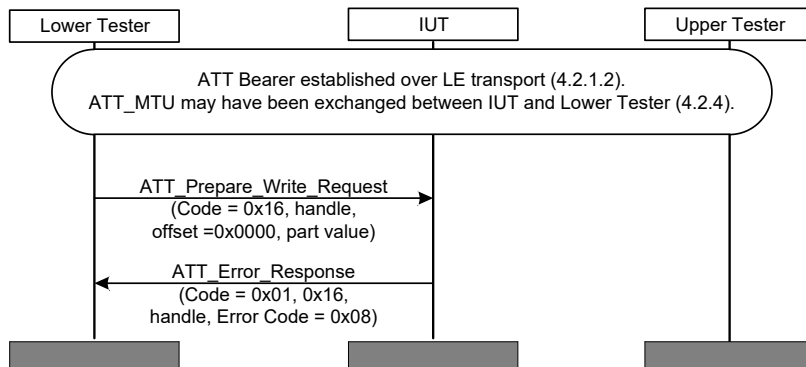 Lower Tester
IUT
Upper Tester
ATT Bearer established over LE transport (4.2.1.2).
ATT_MTU may have been exchanged between IUT and Lower Tester (4.2.4).
ATT_Prepare_Write_Request
(Code = 0x16, handle,
offset =0x0000, part value)
ATT_Error_Response
(Code = 0x01, 0x16,
handle, Error Code = 0x08)